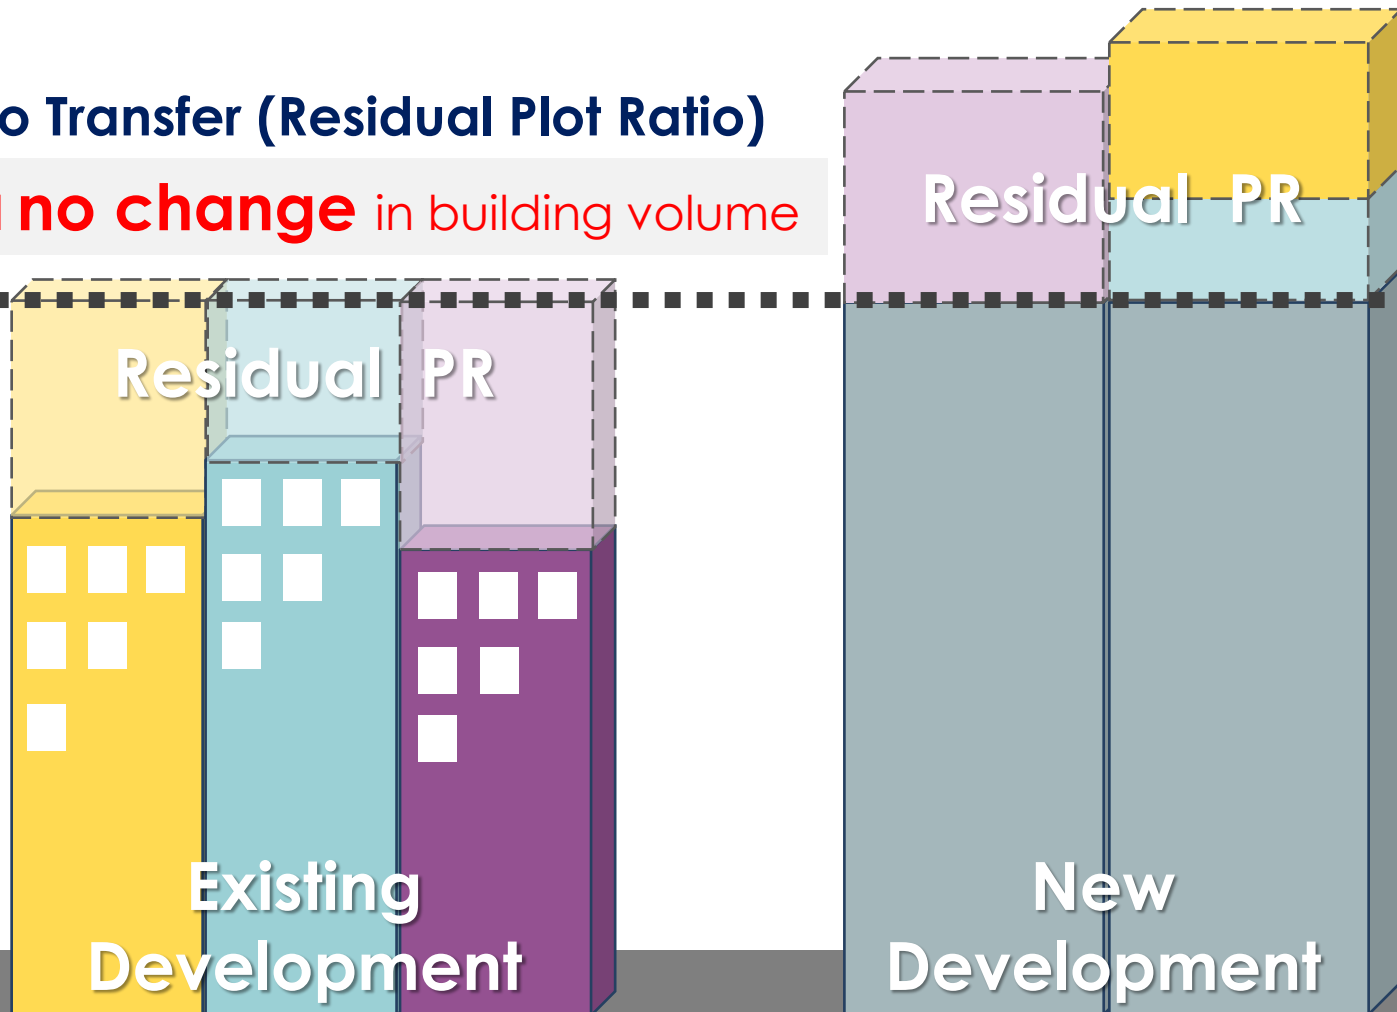 o Transfer (Residual Plot Ratio)
no change in building volume
Residual PR
Residual PR
Existing
Development
New
Development